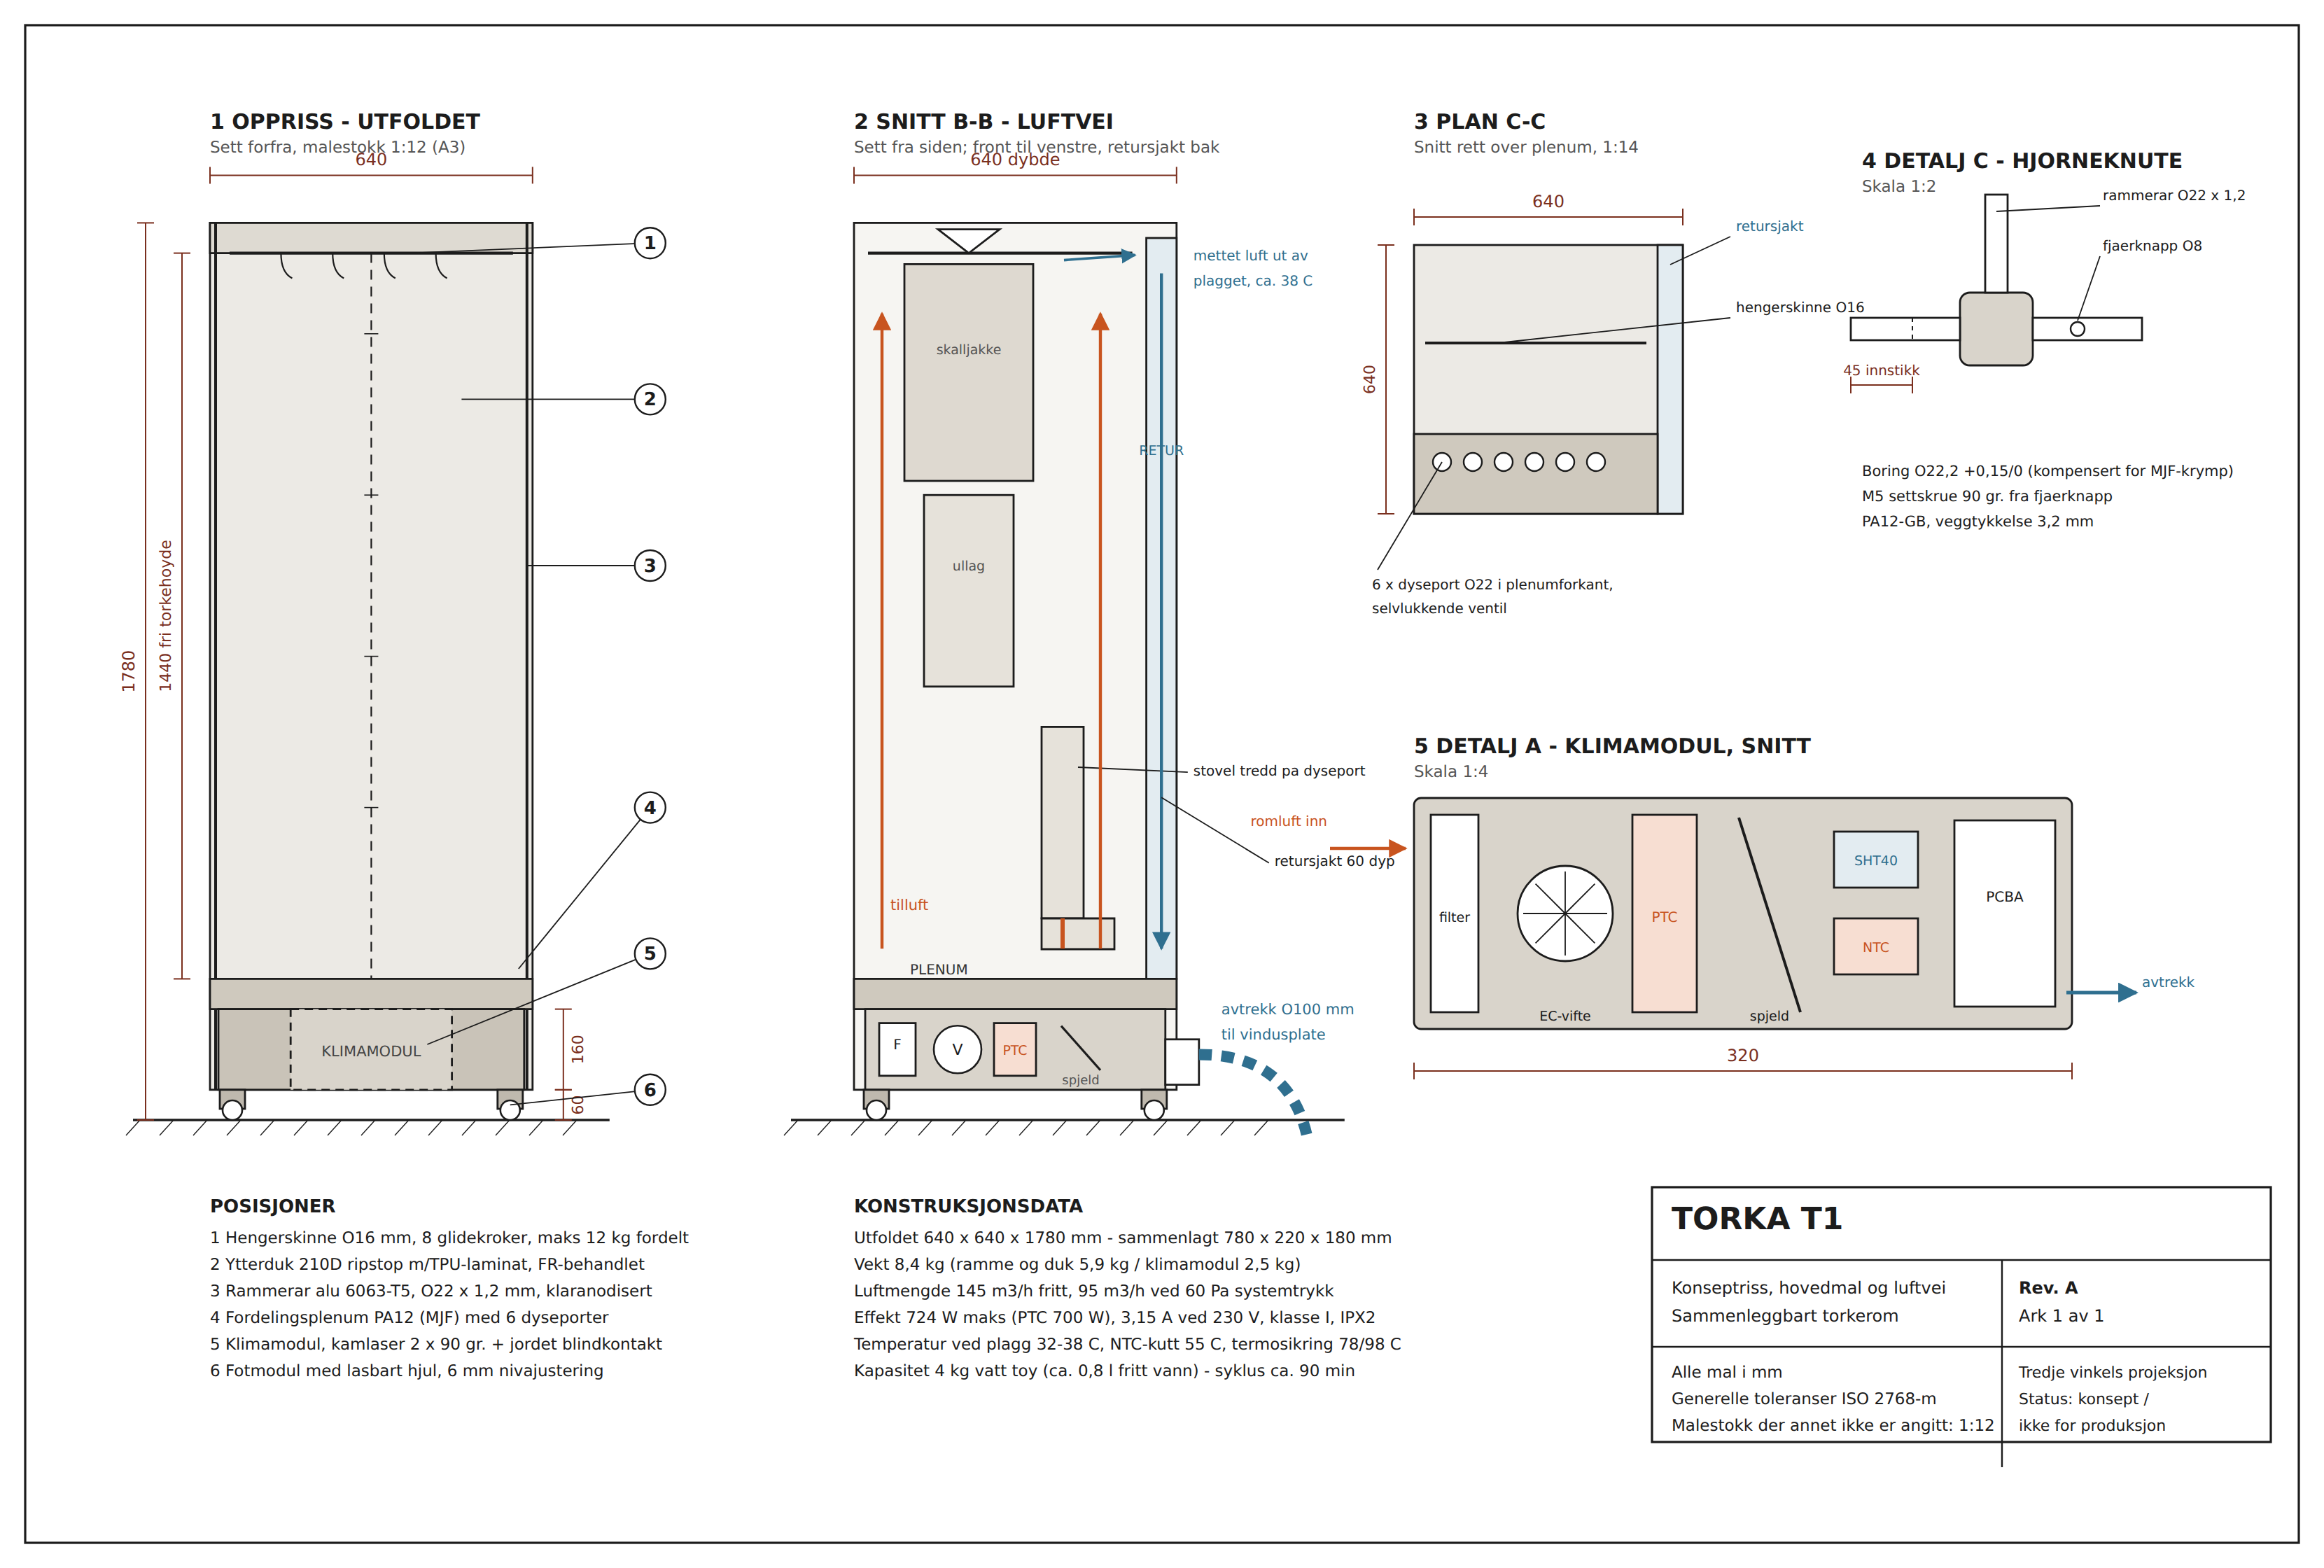 1 OPPRISS - UTFOLDET
Sett forfra, malestokk 1:12 (A3)
640
1780
1440 fri torkehoyde
1
2
3
4
5
6
KLIMAMODUL
160
60
2 SNITT B-B - LUFTVEI
Sett fra siden; front til venstre, retursjakt bak
640 dybde
mettet luft ut av
plagget, ca. 38 C
skalljakke
RETUR
ullag
stovel tredd pa dyseport
retursjakt 60 dyp
tilluft
PLENUM
F
V
PTC
spjeld
avtrekk O100 mm
til vindusplate
3 PLAN C-C
Snitt rett over plenum, 1:14
640
640
retursjakt
hengerskinne O16
6 x dyseport O22 i plenumforkant,
selvlukkende ventil
4 DETALJ C - HJORNEKNUTE
Skala 1:2
rammerar O22 x 1,2
fjaerknapp O8
45 innstikk
Boring O22,2 +0,15/0 (kompensert for MJF-krymp)
M5 settskrue 90 gr. fra fjaerknapp
PA12-GB, veggtykkelse 3,2 mm
5 DETALJ A - KLIMAMODUL, SNITT
Skala 1:4
romluft inn
filter
EC-vifte
PTC
spjeld
SHT40
NTC
PCBA
avtrekk
320
POSISJONER
1 Hengerskinne O16 mm, 8 glidekroker, maks 12 kg fordelt
2 Ytterduk 210D ripstop m/TPU-laminat, FR-behandlet
3 Rammerar alu 6063-T5, O22 x 1,2 mm, klaranodisert
4 Fordelingsplenum PA12 (MJF) med 6 dyseporter
5 Klimamodul, kamlaser 2 x 90 gr. + jordet blindkontakt
6 Fotmodul med lasbart hjul, 6 mm nivajustering
KONSTRUKSJONSDATA
Utfoldet 640 x 640 x 1780 mm - sammenlagt 780 x 220 x 180 mm
Vekt 8,4 kg (ramme og duk 5,9 kg / klimamodul 2,5 kg)
Luftmengde 145 m3/h fritt, 95 m3/h ved 60 Pa systemtrykk
Effekt 724 W maks (PTC 700 W), 3,15 A ved 230 V, klasse I, IPX2
Temperatur ved plagg 32-38 C, NTC-kutt 55 C, termosikring 78/98 C
Kapasitet 4 kg vatt toy (ca. 0,8 l fritt vann) - syklus ca. 90 min
TORKA T1
Konseptriss, hovedmal og luftvei
Sammenleggbart torkerom
Rev. A
Ark 1 av 1
Alle mal i mm
Generelle toleranser ISO 2768-m
Malestokk der annet ikke er angitt: 1:12
Tredje vinkels projeksjon
Status: konsept /
ikke for produksjon